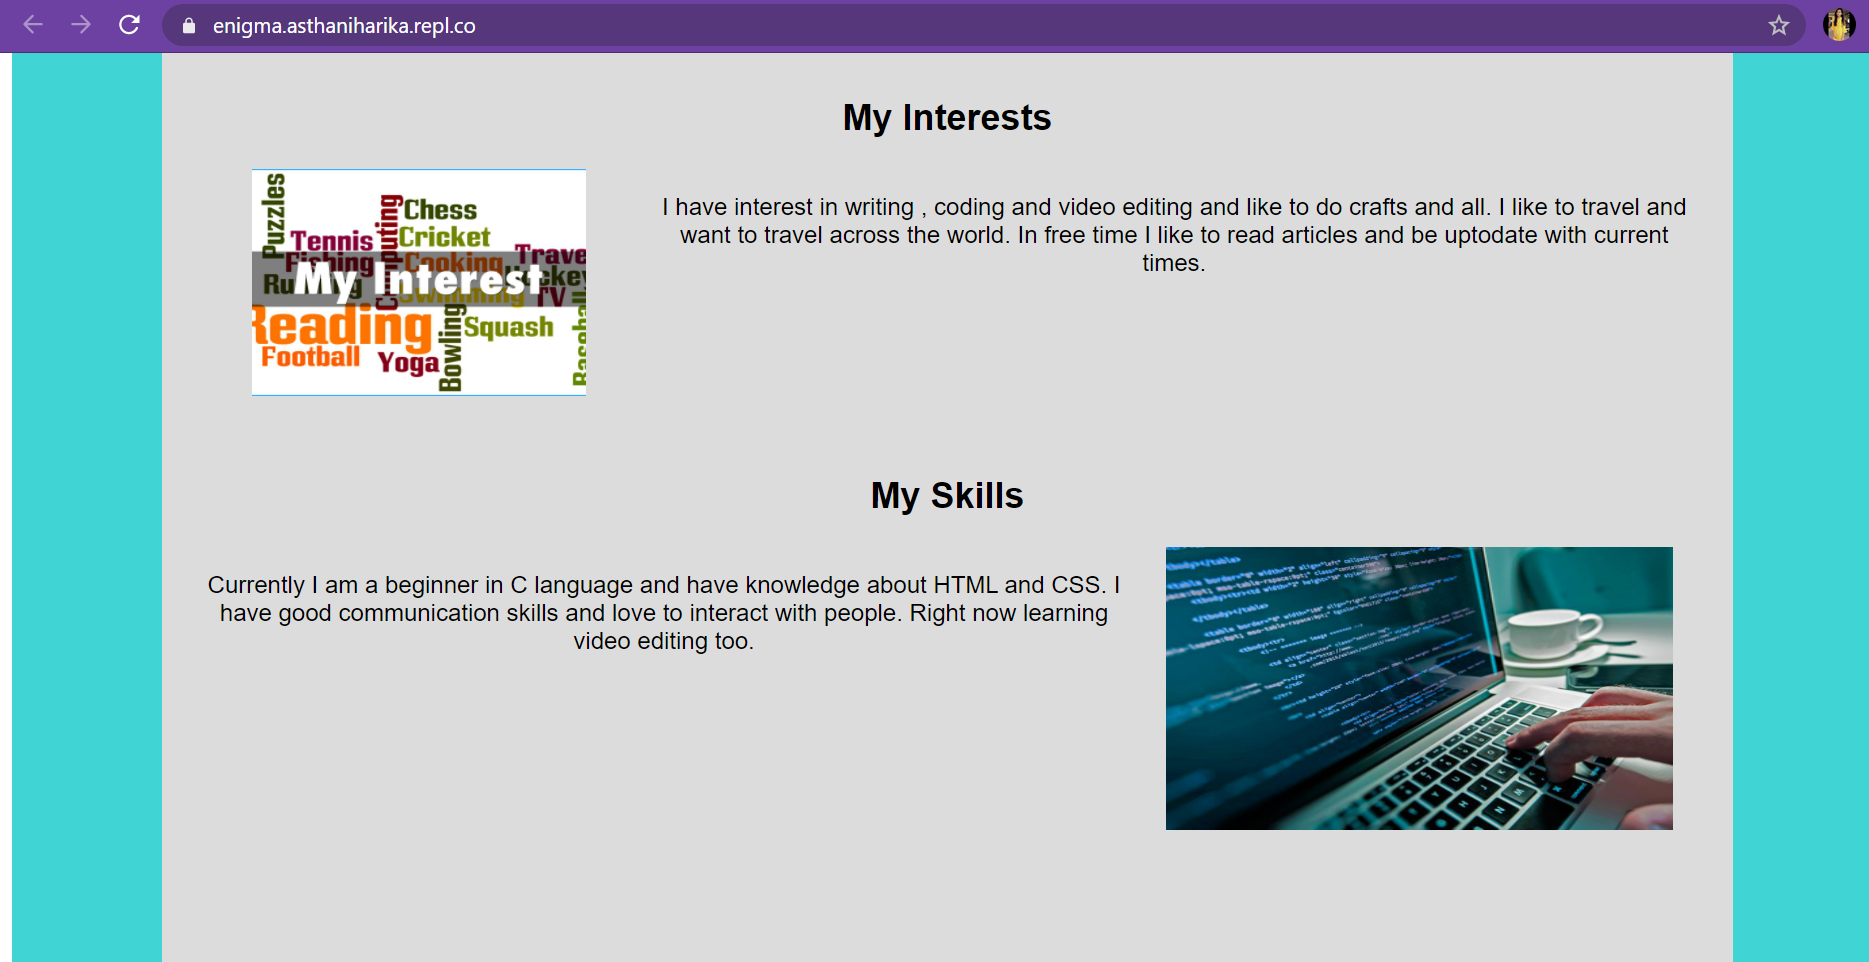 enigma.asthaniharika.repl.co
My Interests
Puzzles
Chess
Tennis
Cricket
Computing
Fishing
Cooking
Trave
My Interest
TV
Reading
Squash
Football
Yoga
Bowling
Baseball
I have interest in writing , coding and video editing and like to do crafts and all. I like to travel and
want to travel across the world. In free time I like to read articles and be uptodate with current
times.
My Skills
Currently I am a beginner in C language and have knowledge about HTML and CSS. I
have good communication skills and love to interact with people. Right now learning
video editing too.